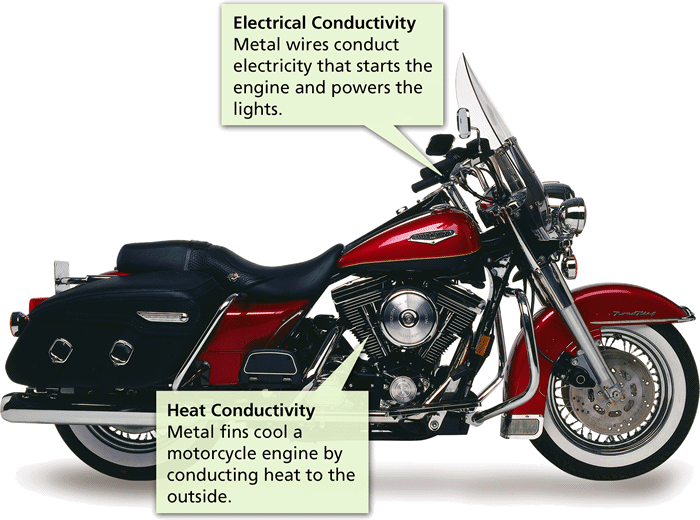 Electrical Conductivity
Metal wires conduct
electricity that starts the
engine and powers the
lights.
Heat Conductivity
Metal fins cool a
motorcycle engine by
conducting heat to the
outside.